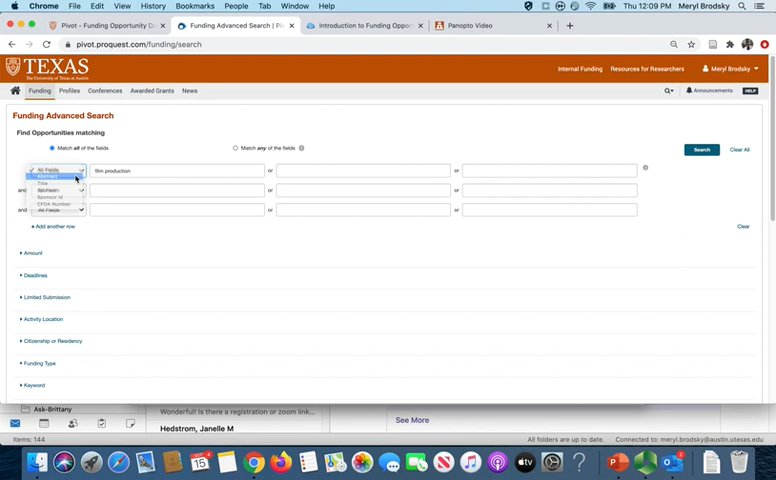 Chrome File Edit View History Bookmarks People Tab Window Help Thu 12:09 PM Meryl Brodsky
Pivot - Funding Opportunity D × Funding Advanced Search | Pi × Introduction to Funding Oppor × Panopto Video × +
pivot.proquest.com/funding/search
TEXAS
The University of Texas at Austin
Internal Funding Resources for Researchers Meryl Brodsky
Funding Profiles Conferences Awarded Grants News Announcements HELP
Funding Advanced Search
Find Opportunities matching
Match all of the fields Match any of the fields Search Clear All
✓ All Fields film production or or
Abstract
Title
and or or
Sponsor Id
CFDA Number
and All Fields or or
+ Add another row Clear
Amount
Deadlines
Limited Submission
Activity Location
Citizenship or Residency
Funding Type
Keyword
Ask-Brittany Wonderful! Is there a registration or zoom link... See More
Hedstrom, Janelle M
Items: 144 All folders are up to date. Connected to: meryl.brodsky@austin.utexas.edu